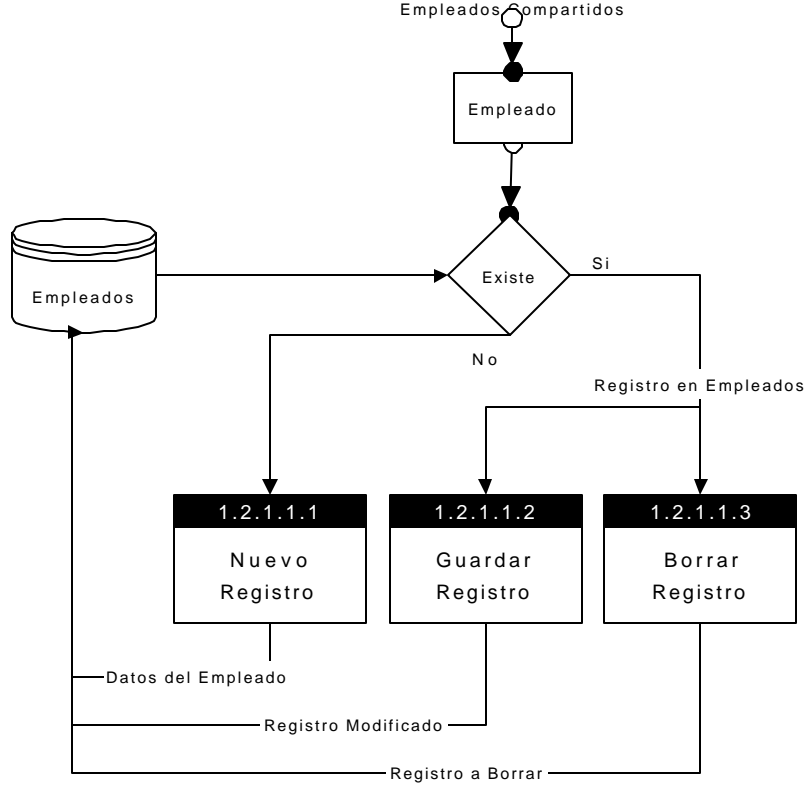 Empleados Compartidos
Empleado
Existe
Si
Empleados
No
Registro en Empleados
1.2.1.1.1
Nuevo
Registro
1.2.1.1.2
Guardar
Registro
1.2.1.1.3
Borrar
Registro
Datos del Empleado
Registro Modificado
Registro a Borrar